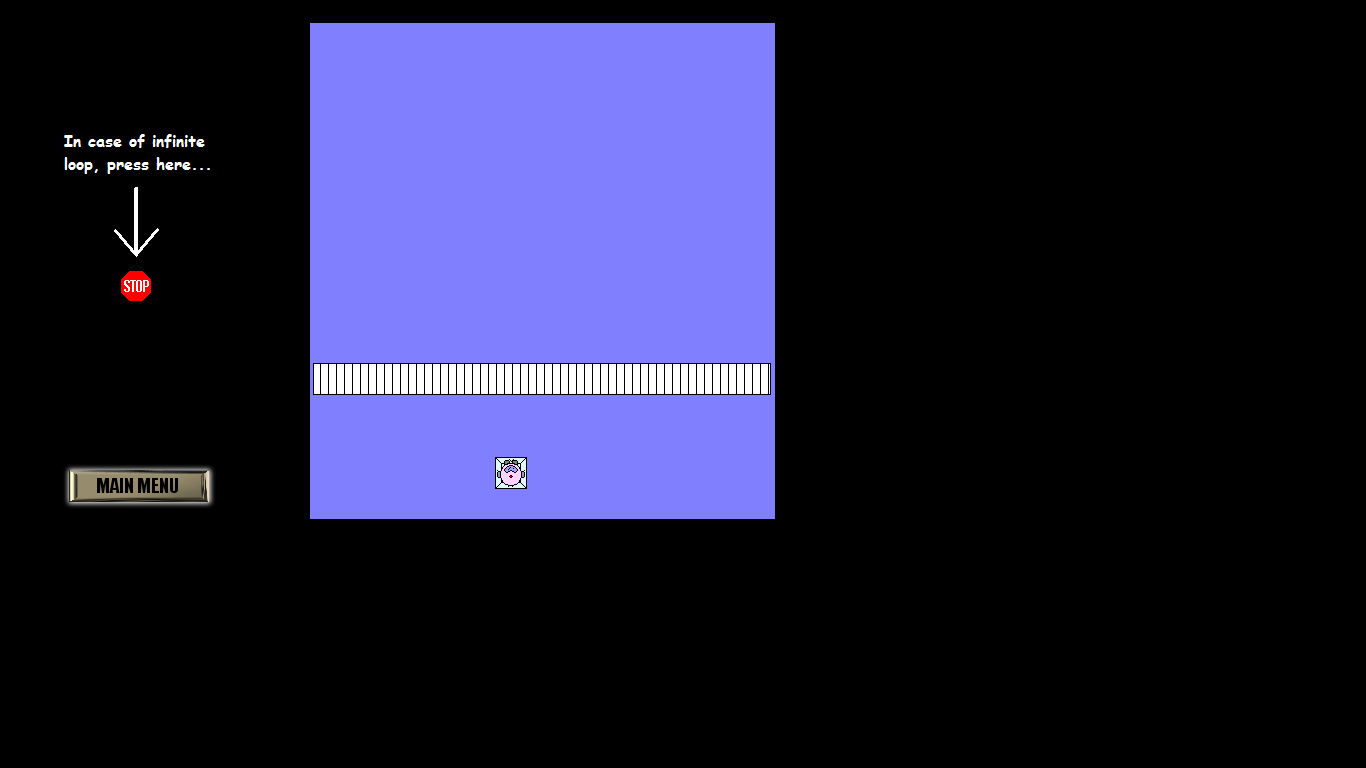 In case of infinite
loop, press here...
STOP
MAIN MENU